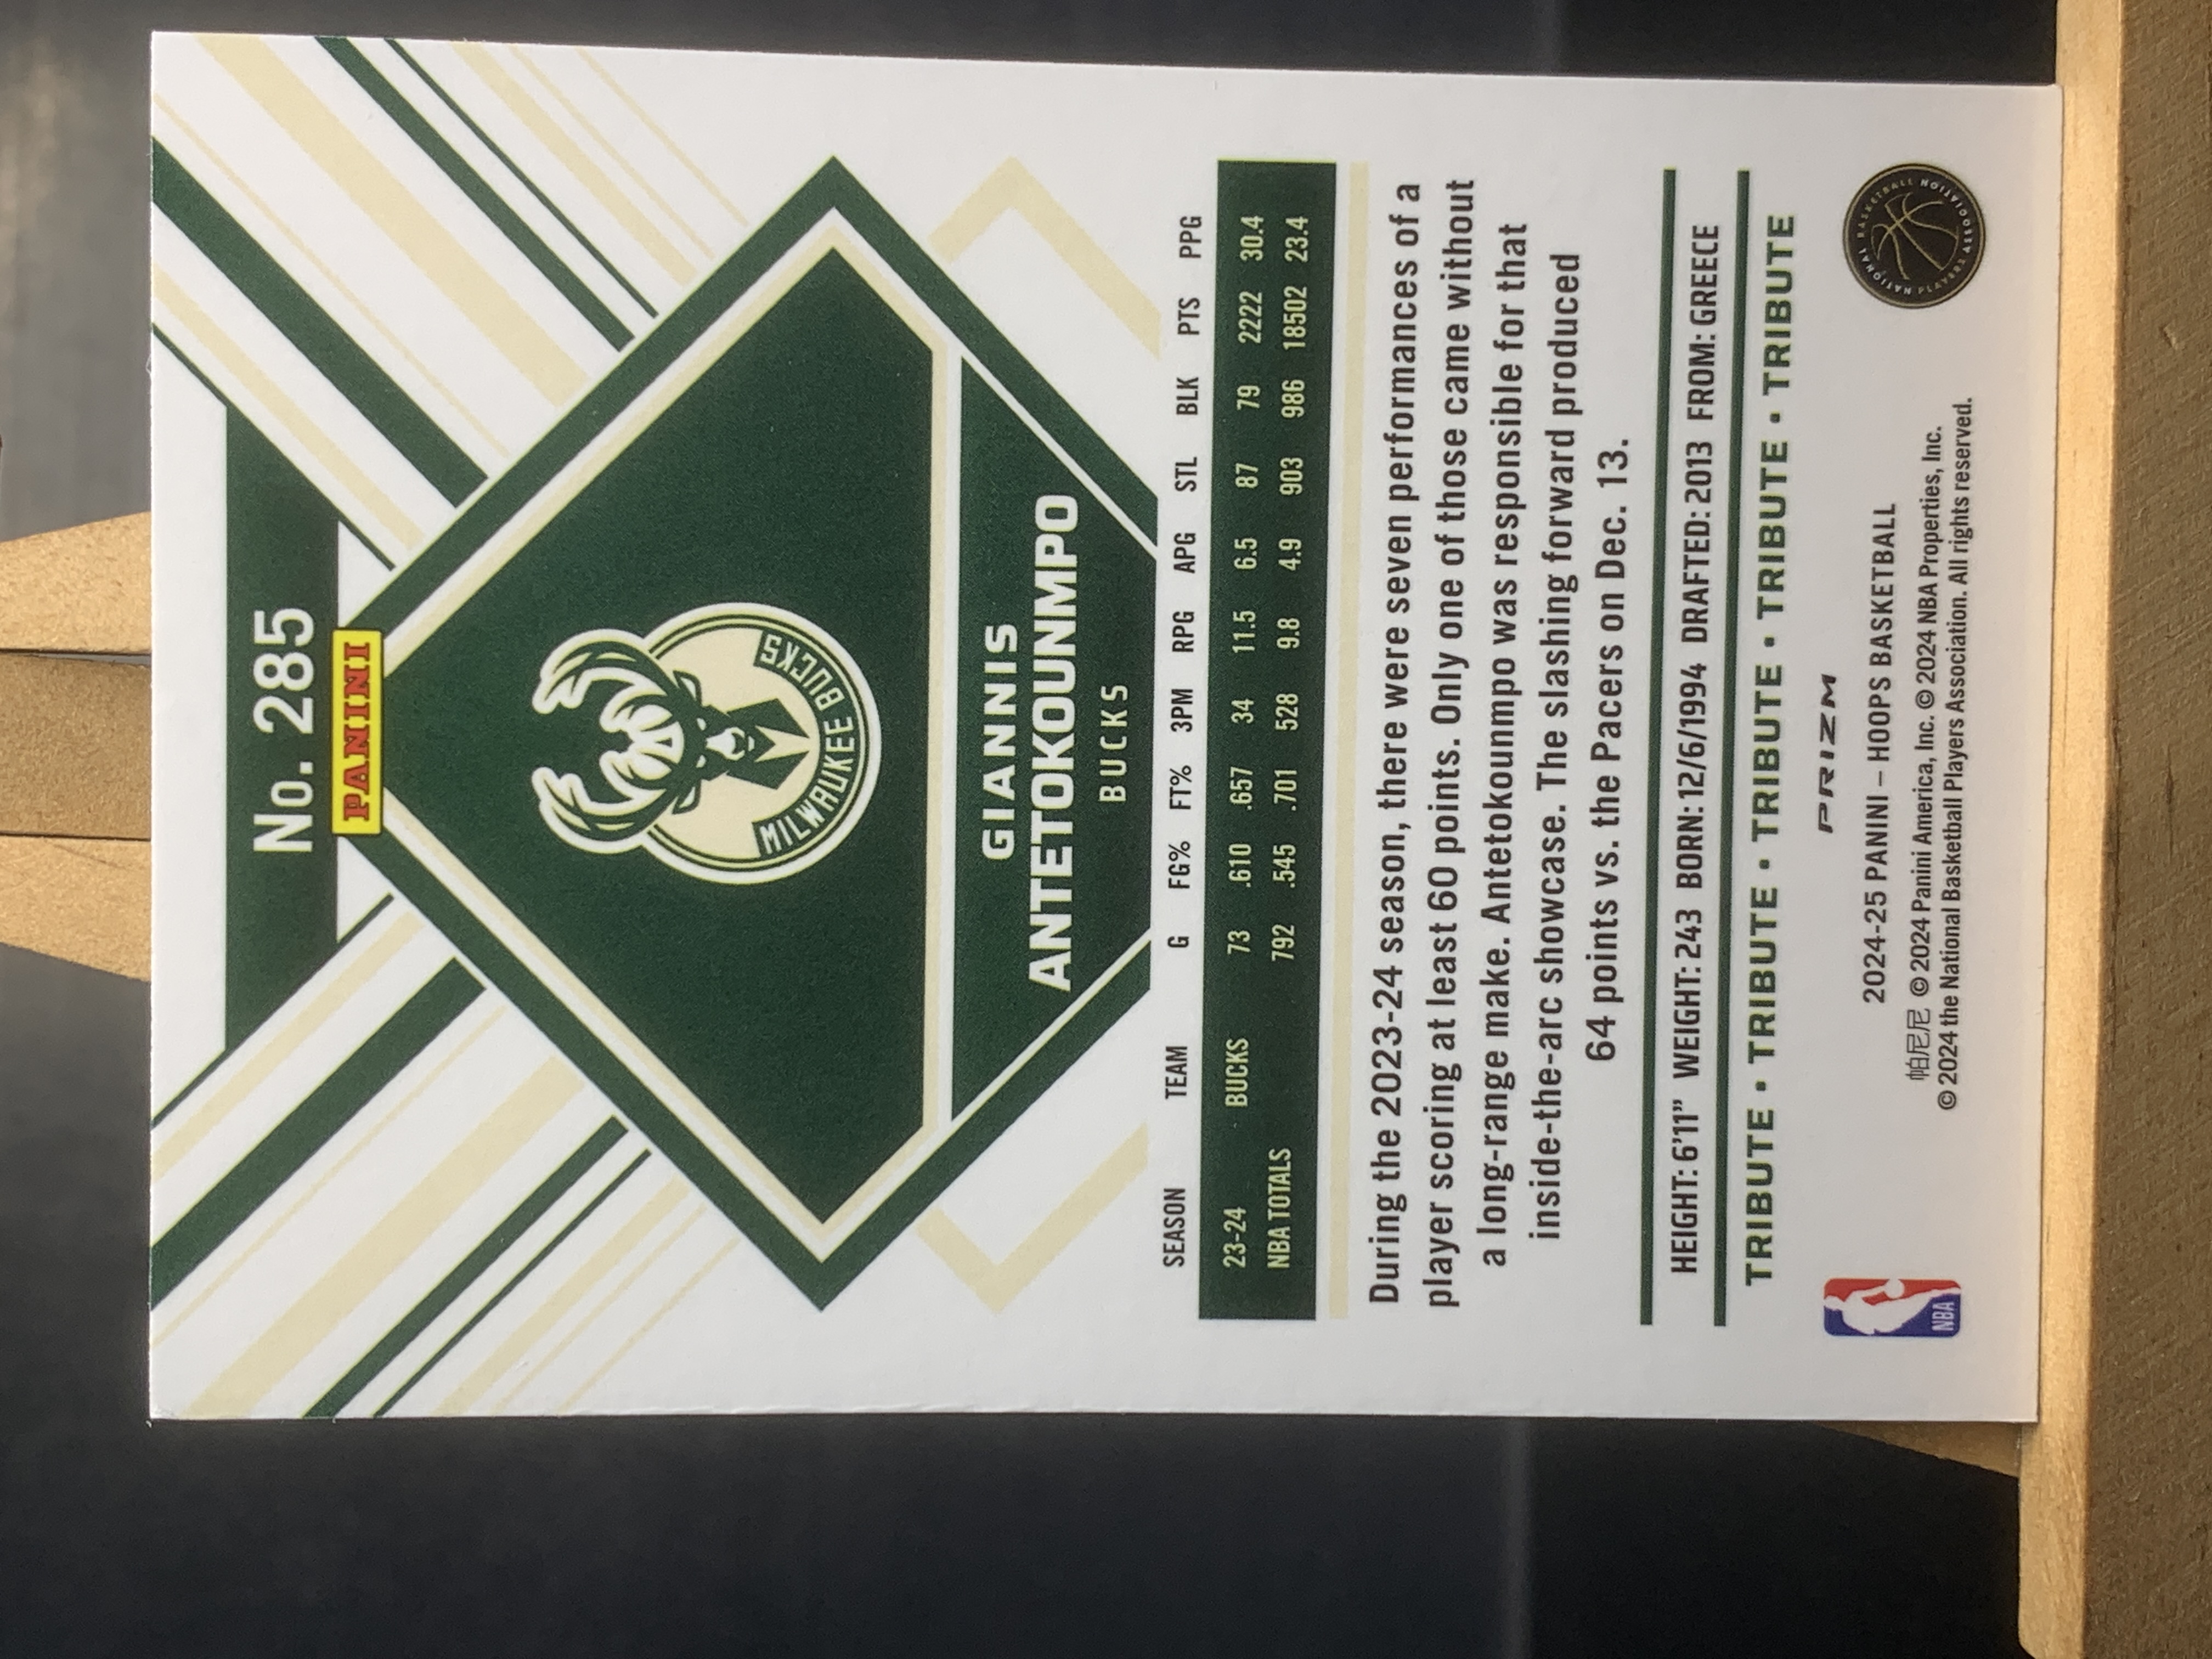 No. 285
PANINI
MILWAUKEE BUCKS
GIANNIS
ANTETOKOUNMPO
BUCKS
SEASON TEAM G FG% FT% 3PM RPG APG STL BLK PTS PPG
23-24 BUCKS 73 .610 .657 34 11.5 6.5 87 79 2222 30.4
NBA TOTALS 792 .545 .701 528 9.8 4.9 903 986 18502 23.4
During the 2023-24 season, there were seven performances of a
player scoring at least 60 points. Only one of those came without
a long-range make. Antetokounmpo was responsible for that
inside-the-arc showcase. The slashing forward produced
64 points vs. the Pacers on Dec. 13.
HEIGHT: 6'11" WEIGHT: 243 BORN: 12/6/1994 DRAFTED: 2013 FROM: GREECE
TRIBUTE • TRIBUTE • TRIBUTE • TRIBUTE • TRIBUTE
PRIZM
NBA
2024-25 PANINI – HOOPS BASKETBALL
帕尼尼 © 2024 Panini America, Inc. © 2024 NBA Properties, Inc.
© 2024 the National Basketball Players Association. All rights reserved.
NATIONAL BASKETBALL PLAYERS ASSOCIATION